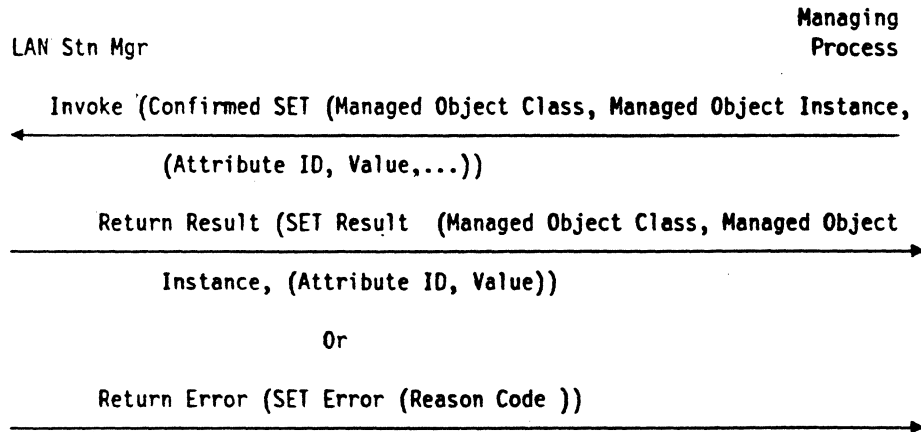 Managing
LAN Stn Mgr Process
Invoke (Confirmed SET (Managed Object Class, Managed Object Instance,
(Attribute ID, Value,...))
Return Result (SET Result (Managed Object Class, Managed Object
Instance, (Attribute ID, Value))
Or
Return Error (SET Error (Reason Code ))